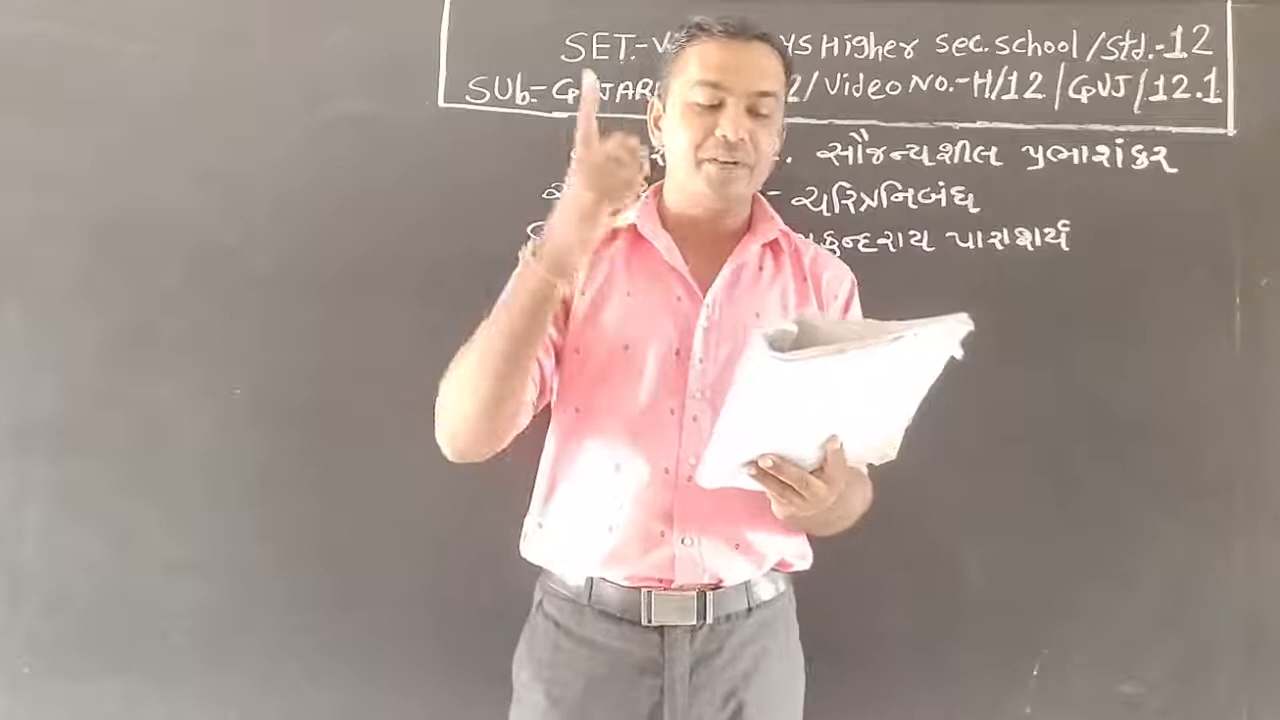 SET.- YS Higher Sec. School / Std.-12
SUb.- GUJARA 2/Video No.-H/12 / GUJ / 12.1
સૌજન્યશીલ પ્રભાશંકર
- ચરિત્રનિબંધ
કુન્દરાય પારાશર્ય